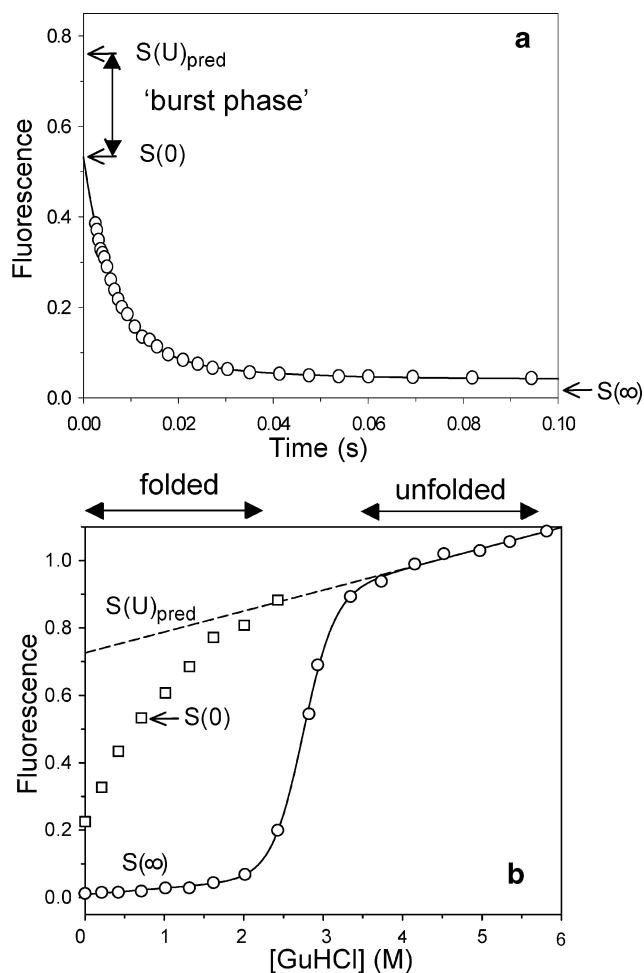 a
0.8
0.6
0.4
0.2
0.0
Fluorescence
S(U)pred
'burst phase'
S(0)
S(∞)
0.00 0.02 0.04 0.06 0.08 0.10
Time (s)
folded
unfolded
1.0
0.8
0.6
0.4
0.2
0.0
Fluorescence
S(U)pred
S(0)
S(∞)
b
0 1 2 3 4 5 6
[GuHCl] (M)